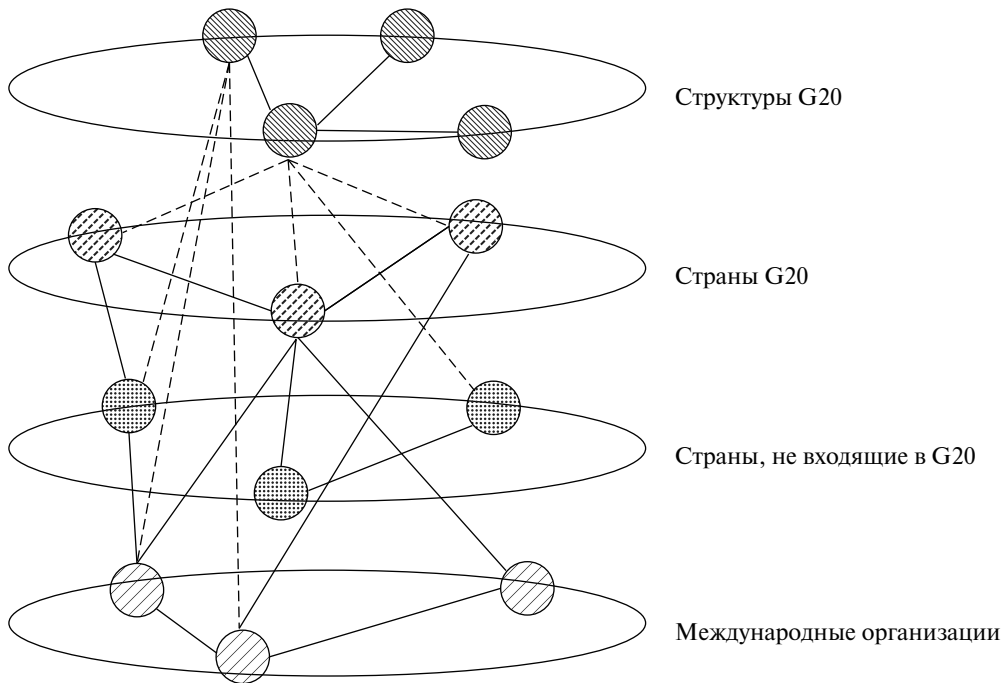 Структуры G20
Страны G20
Страны, не входящие в G20
Международные организации